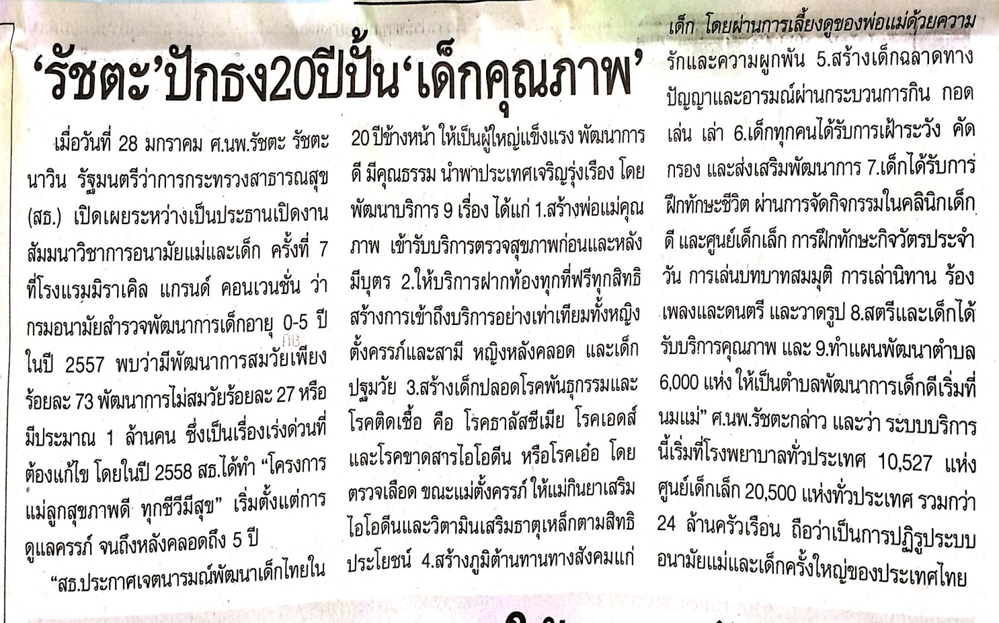 ‘รัชตะ’ปักธง20ปีปั้น‘เด็กคุณภาพ’
เมื่อวันที่ 28 มกราคม ศ.นพ.รัชตะ รัชตะ
นาวิน รัฐมนตรีว่าการกระทรวงสาธารณสุข
(สธ.) เปิดเผยระหว่างเป็นประธานเปิดงาน
สัมมนาวิชาการอนามัยแม่และเด็ก ครั้งที่ 7
ที่โรงแรมมิราเคิล แกรนด์ คอนเวนชั่น ว่า
กรมอนามัยสำรวจพัฒนาการเด็กอายุ 0-5 ปี
ในปี 2557 พบว่ามีพัฒนาการสมวัยเพียง
ร้อยละ 73 พัฒนาการไม่สมวัยร้อยละ 27 หรือ
มีประมาณ 1 ล้านคน ซึ่งเป็นเรื่องเร่งด่วนที่
ต้องแก้ไข โดยในปี 2558 สธ.ได้ทำ “โครงการ
แม่ลูกสุขภาพดี ทุกชีวีมีสุข” เริ่มตั้งแต่การ
ดูแลครรภ์ จนถึงหลังคลอดถึง 5 ปี
“สธ.ประกาศเจตนารมณ์พัฒนาเด็กไทยใน
20 ปีข้างหน้า ให้เป็นผู้ใหญ่แข็งแรง พัฒนาการ
ดี มีคุณธรรม นำพาประเทศเจริญรุ่งเรือง โดย
พัฒนาบริการ 9 เรื่อง ได้แก่ 1.สร้างพ่อแม่คุณ
ภาพ เข้ารับบริการตรวจสุขภาพก่อนและหลัง
มีบุตร 2.ให้บริการฝากท้องทุกที่ฟรีทุกสิทธิ
สร้างการเข้าถึงบริการอย่างเท่าเทียมทั้งหญิง
ตั้งครรภ์และสามี หญิงหลังคลอด และเด็ก
ปฐมวัย 3.สร้างเด็กปลอดโรคพันธุกรรมและ
โรคติดเชื้อ คือ โรคธาลัสซีเมีย โรคเอดส์
และโรคขาดสารไอโอดีน หรือโรคเอ๋อ โดย
ตรวจเลือด ขณะแม่ตั้งครรภ์ ให้แม่กินยาเสริม
ไอโอดีนและวิตามินเสริมธาตุเหล็กตามสิทธิ
ประโยชน์ 4.สร้างภูมิต้านทานทางสังคมแก่
เด็ก โดยผ่านการเลี้ยงดูของพ่อแม่ด้วยความ
รักและความผูกพัน 5.สร้างเด็กฉลาดทาง
ปัญญาและอารมณ์ผ่านกระบวนการกิน กอด
เล่น เล่า 6.เด็กทุกคนได้รับการเฝ้าระวัง คัด
กรอง และส่งเสริมพัฒนาการ 7.เด็กได้รับการ
ฝึกทักษะชีวิต ผ่านการจัดกิจกรรมในคลินิกเด็ก
ดี และศูนย์เด็กเล็ก การฝึกทักษะกิจวัตรประจำ
วัน การเล่นบทบาทสมมุติ การเล่านิทาน ร้อง
เพลงและดนตรี และวาดรูป 8.สตรีและเด็กได้
รับบริการคุณภาพ และ 9.ทำแผนพัฒนาตำบล
6,000 แห่ง ให้เป็นตำบลพัฒนาการเด็กดีเริ่มที่
นมแม่” ศ.นพ.รัชตะกล่าว และว่า ระบบบริการ
นี้เริ่มที่โรงพยาบาลทั่วประเทศ 10,527 แห่ง
ศูนย์เด็กเล็ก 20,500 แห่งทั่วประเทศ รวมกว่า
24 ล้านครัวเรือน ถือว่าเป็นการปฏิรูประบบ
อนามัยแม่และเด็กครั้งใหญ่ของประเทศไทย